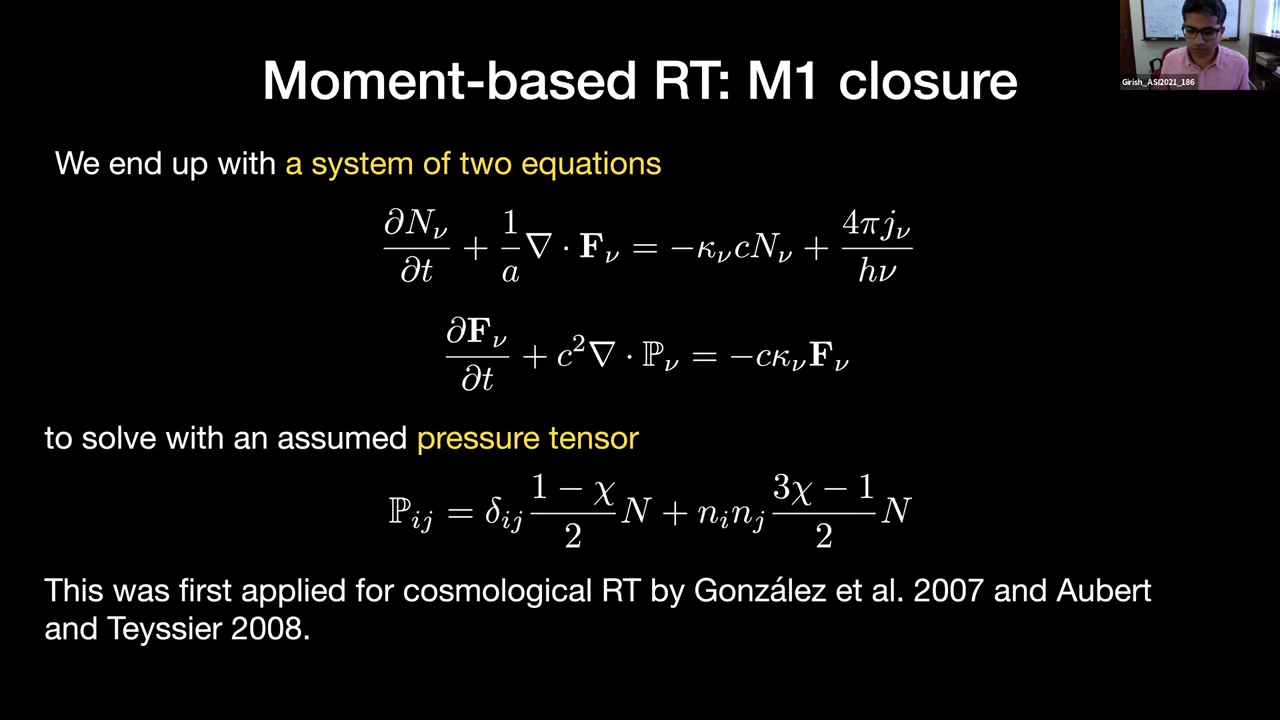 Moment-based RT: M1 closure
Girish_ASI2021_186
We end up with a system of two equations
∂N_ν/∂t + 1/a ∇ · F_ν = −κ_ν cN_ν + 4πj_ν/hν
∂F_ν/∂t + c²∇ · ℙ_ν = −cκ_ν F_ν
to solve with an assumed pressure tensor
ℙ_ij = δ_ij (1 − χ)/2 N + n_i n_j (3χ − 1)/2 N
This was first applied for cosmological RT by González et al. 2007 and Aubert
and Teyssier 2008.